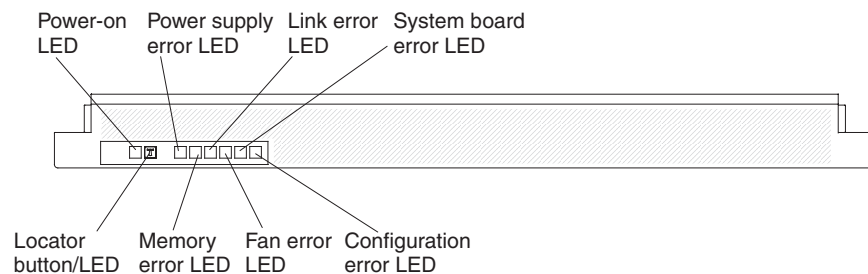 Power-on LED
Power supply error LED
Link error LED
System board error LED
Locator button/LED
Memory error LED
Fan error LED
Configuration error LED